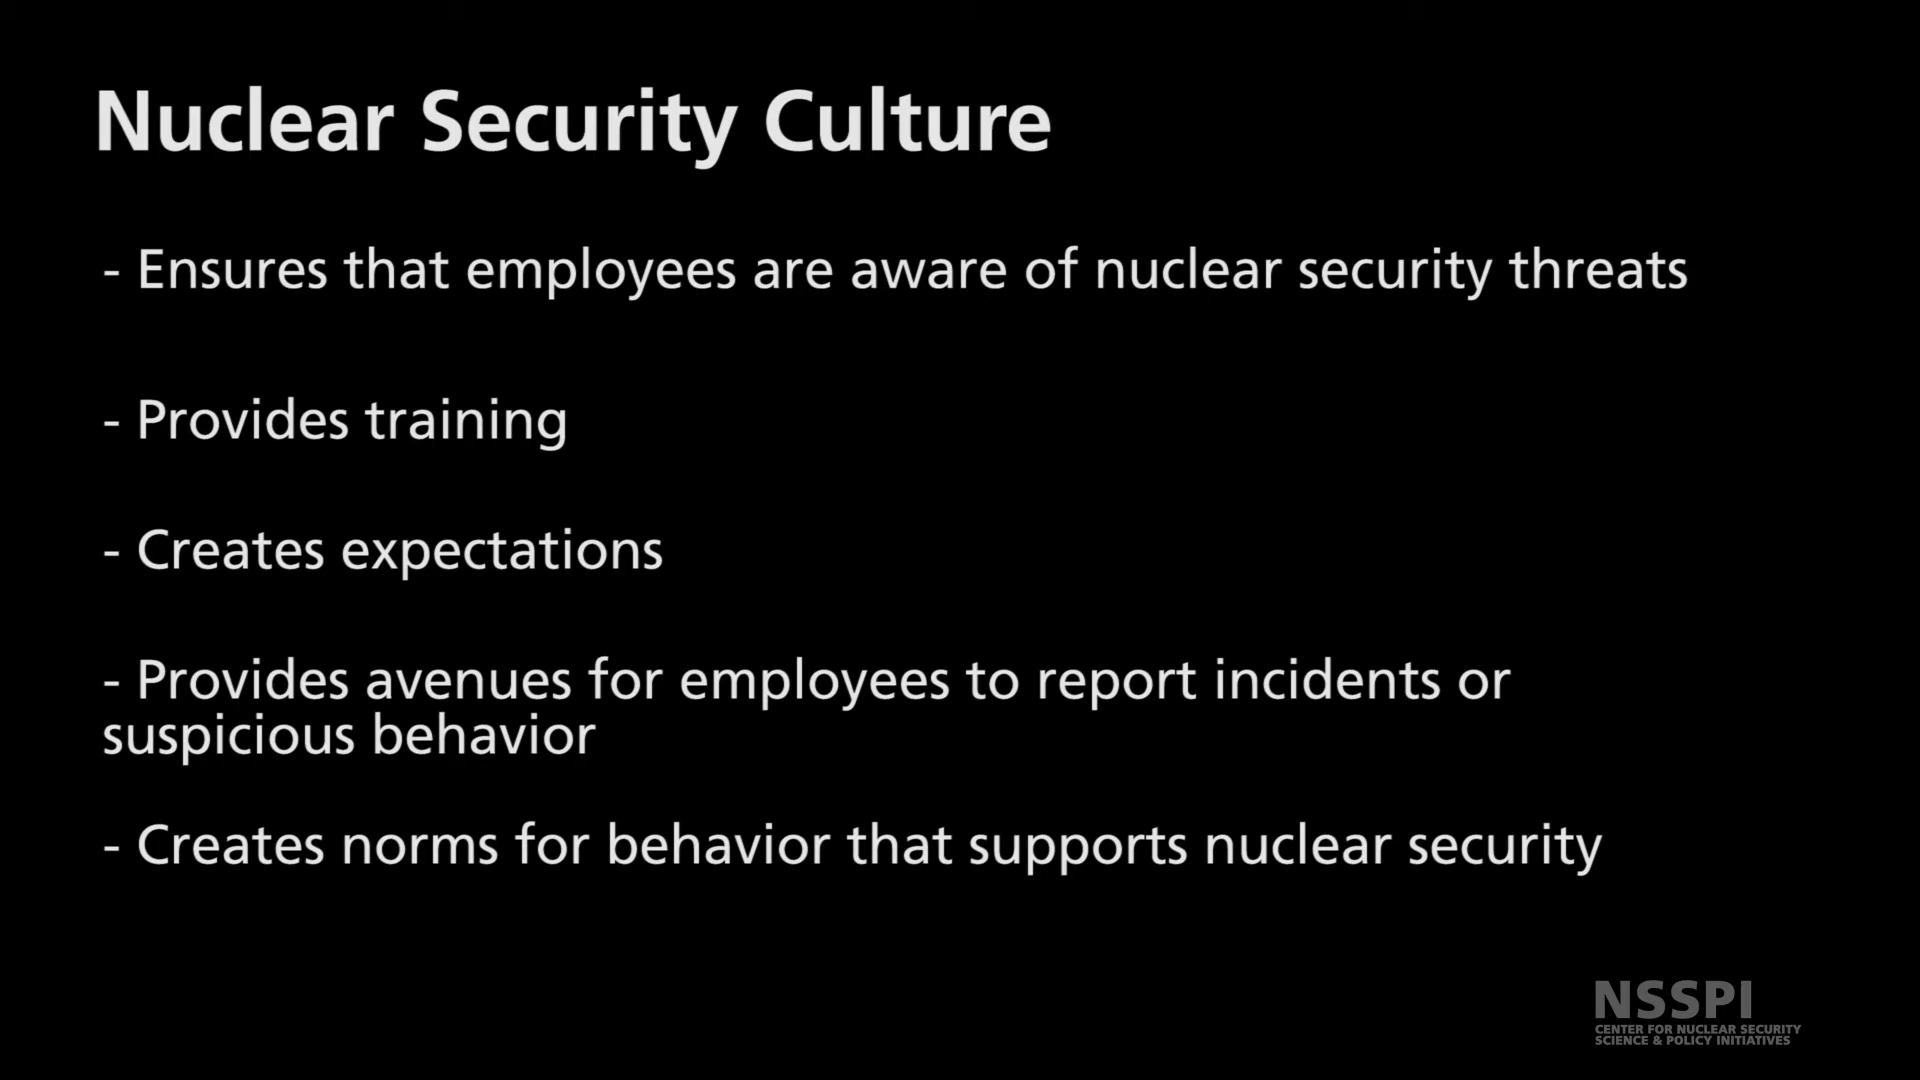 Nuclear Security Culture
- Ensures that employees are aware of nuclear security threats
- Provides training
- Creates expectations
- Provides avenues for employees to report incidents or
suspicious behavior
- Creates norms for behavior that supports nuclear security
NSSPI
CENTER FOR NUCLEAR SECURITY
SCIENCE & POLICY INITIATIVES